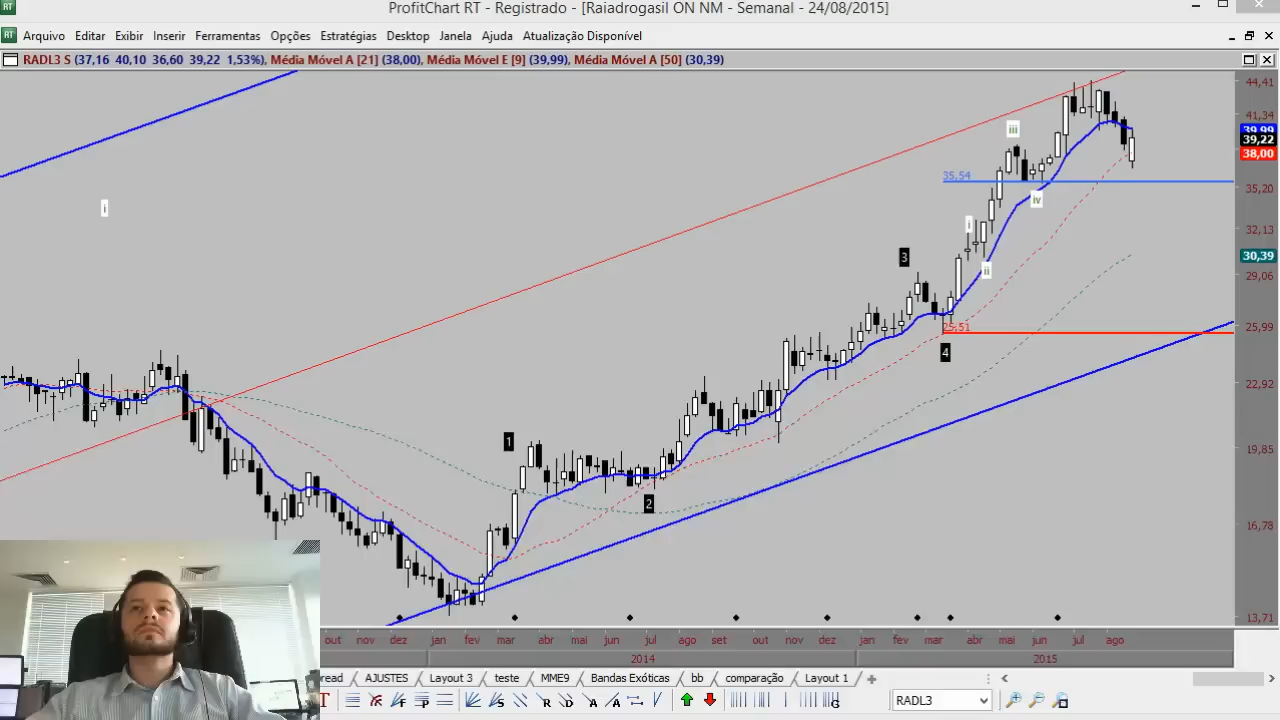 ProfitChart RT - Registrado - [Raiadrogasil ON NM - Semanal - 24/08/2015]
RT Arquivo Editar Exibir Inserir Ferramentas Opções Estratégias Desktop Janela Ajuda Atualização Disponível
RADL3 S (37,16 40,10 36,60 39,22 1,53%), Média Móvel A [21] (38,00), Média Móvel E [9] (39,99), Média Móvel A [50] (30,39)
44,41
41,34
39,99
39,22
38,00
35,20
32,13
30,39
29,06
25,99
22,92
19,85
16,78
13,71
i
iii
35,54
iv
i
ii
3
25,51
4
1
2
out nov dez jan fev mar abr mai jun jul ago set out nov dez jan fev mar abr mai jun jul ago
2014 2015
read AJUSTES Layout 3 teste MME9 Bandas Exóticas bb comparação Layout 1
RADL3